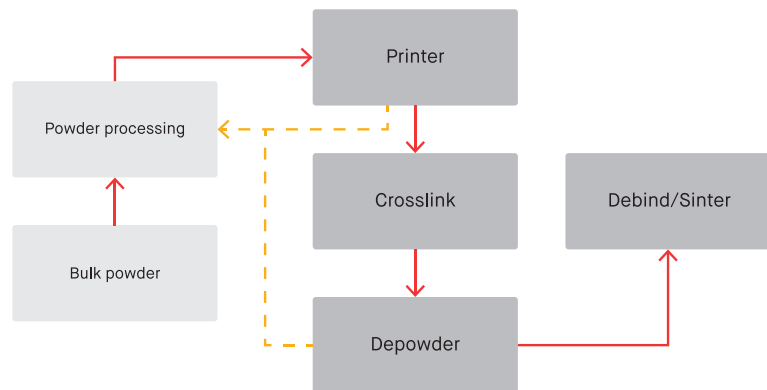 Printer
Powder processing
Crosslink
Debind/Sinter
Bulk powder
Depowder